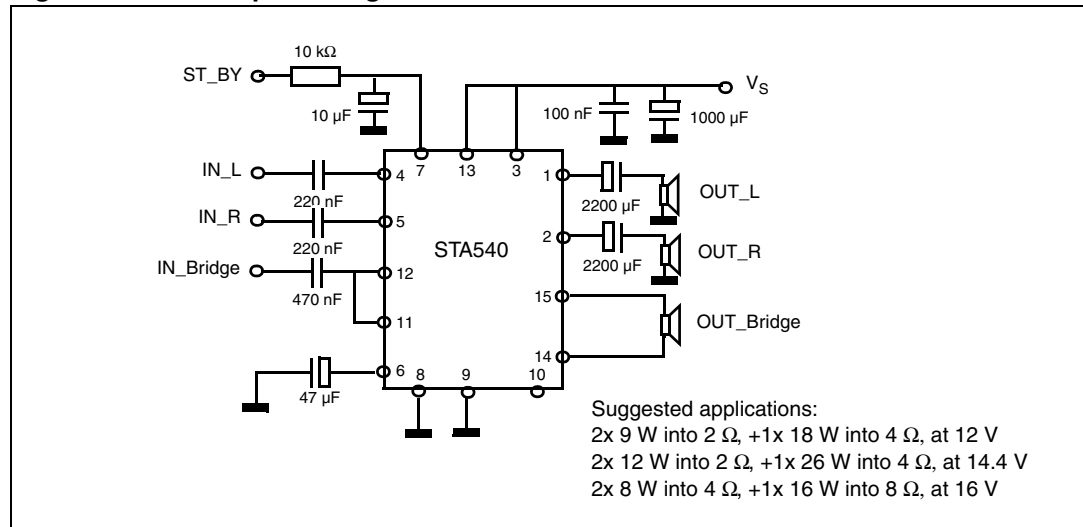 10 kΩ
ST_BY
10 µF
V_S
100 nF
1000 µF
IN_L
220 nF
4
7
13
3
1
2200 µF
OUT_L
IN_R
220 nF
5
STA540
2
2200 µF
OUT_R
IN_Bridge
470 nF
12
11
15
OUT_Bridge
14
6
47 µF
8
9
10
Suggested applications:
2x 9 W into 2 Ω, +1x 18 W into 4 Ω, at 12 V
2x 12 W into 2 Ω, +1x 26 W into 4 Ω, at 14.4 V
2x 8 W into 4 Ω, +1x 16 W into 8 Ω, at 16 V